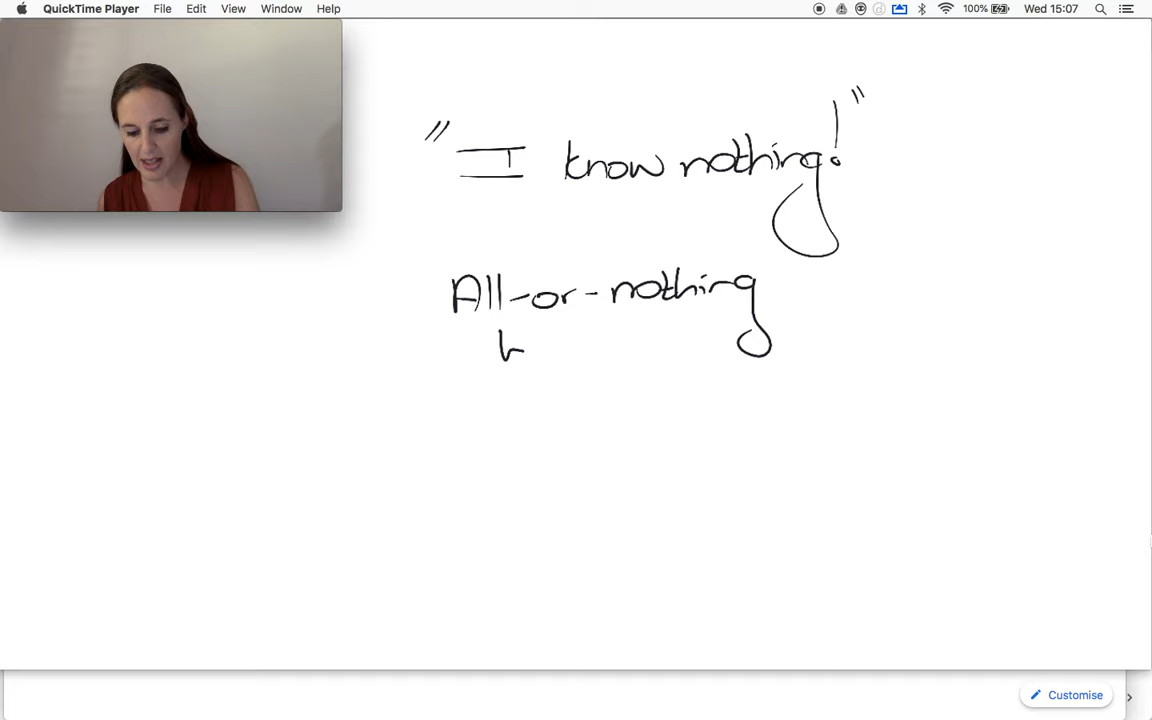 QuickTime Player File Edit View Window Help 100% Wed 15:07
"I know nothing!"
All-or-nothing
Customise